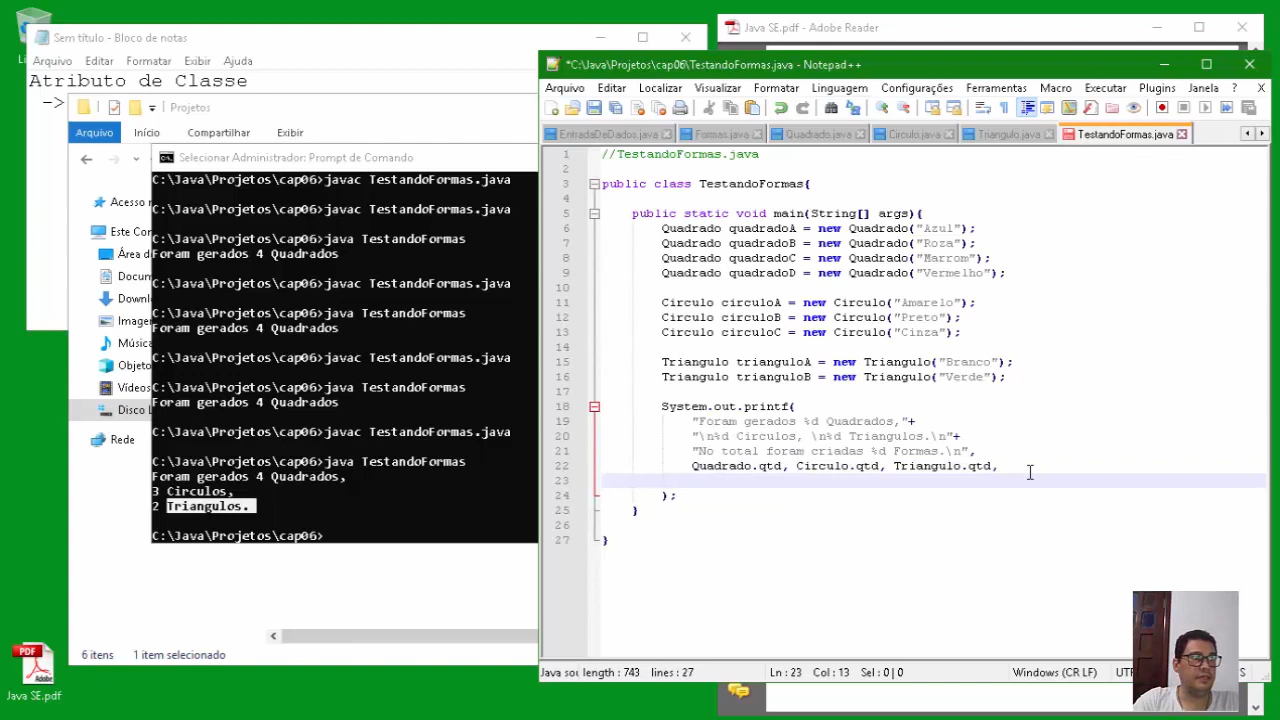 Sem título - Bloco de notas
Arquivo Editar Formatar Exibir Ajuda
Atributo de Classe
->
Projetos
Arquivo Início Compartilhar Exibir
Este Com
Docum
Downlo
Imager
Música
Objeto
Vídeos
Disco L
Rede
6 itens 1 item selecionado
Java SE.pdf
Selecionar Administrador: Prompt de Comando
C:\Java\Projetos\cap06>javac TestandoFormas.java
C:\Java\Projetos\cap06>javac TestandoFormas.java
C:\Java\Projetos\cap06>java TestandoFormas
Foram gerados 4 Quadrados
C:\Java\Projetos\cap06>javac TestandoFormas.java
C:\Java\Projetos\cap06>java TestandoFormas
Foram gerados 4 Quadrados
C:\Java\Projetos\cap06>javac TestandoFormas.java
C:\Java\Projetos\cap06>java TestandoFormas
Foram gerados 4 Quadrados
C:\Java\Projetos\cap06>javac TestandoFormas.java
C:\Java\Projetos\cap06>java TestandoFormas
Foram gerados 4 Quadrados,
3 Circulos,
2 Triangulos.
C:\Java\Projetos\cap06>
Java SE.pdf - Adobe Reader
*C:\Java\Projetos\cap06\TestandoFormas.java - Notepad++
Arquivo Editar Localizar Visualizar Formatar Linguagem Configurações Ferramentas Macro Executar Plugins Janela ? X
EntradaDeDados.java Formas.java Quadrado.java Circulo.java Triangulo.java TestandoFormas.java
1 //TestandoFormas.java
2
3 public class TestandoFormas{
4
5 public static void main(String[] args){
6 Quadrado quadradoA = new Quadrado("Azul");
7 Quadrado quadradoB = new Quadrado("Roza");
8 Quadrado quadradoC = new Quadrado("Marrom");
9 Quadrado quadradoD = new Quadrado("Vermelho");
10
11 Circulo circuloA = new Circulo("Amarelo");
12 Circulo circuloB = new Circulo("Preto");
13 Circulo circuloC = new Circulo("Cinza");
14
15 Triangulo trianguloA = new Triangulo("Branco");
16 Triangulo trianguloB = new Triangulo("Verde");
17
18 System.out.printf(
19 "Foram gerados %d Quadrados,"+
20 "\n%d Circulos, \n%d Triangulos.\n"+
21 "No total foram criadas %d Formas.\n",
22 Quadrado.qtd, Circulo.qtd, Triangulo.qtd,
23
24 );
25 }
26
27 }
Java sou length : 743 lines : 27 Ln : 23 Col : 13 Sel : 0 | 0 Windows (CR LF) UT S